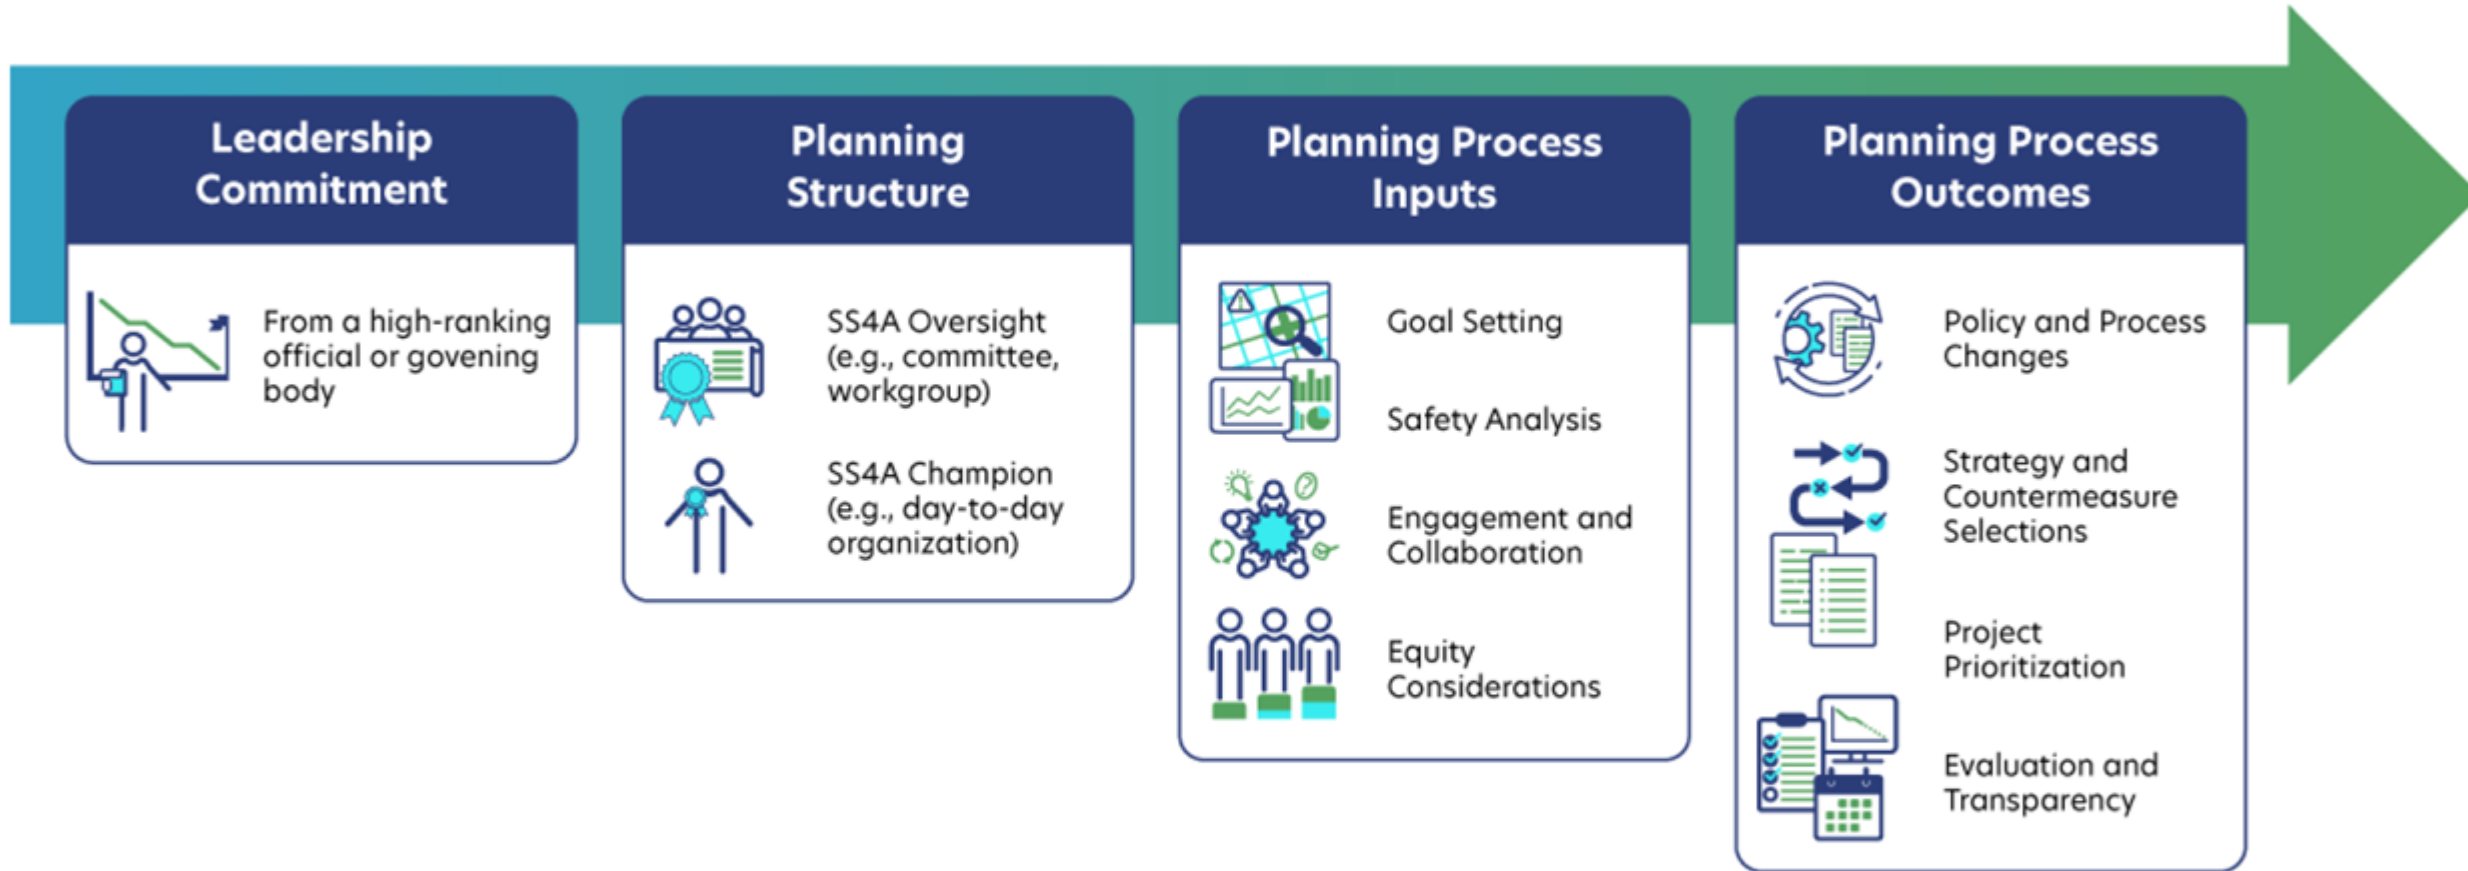 Leadership
Commitment
From a high-ranking
official or govening
body
Planning
Structure
SS4A Oversight
(e.g., committee,
workgroup)
SS4A Champion
(e.g., day-to-day
organization)
Planning Process
Inputs
Goal Setting
Safety Analysis
Engagement and
Collaboration
Equity
Considerations
Planning Process
Outcomes
Policy and Process
Changes
Strategy and
Countermeasure
Selections
Project
Prioritization
Evaluation and
Transparency